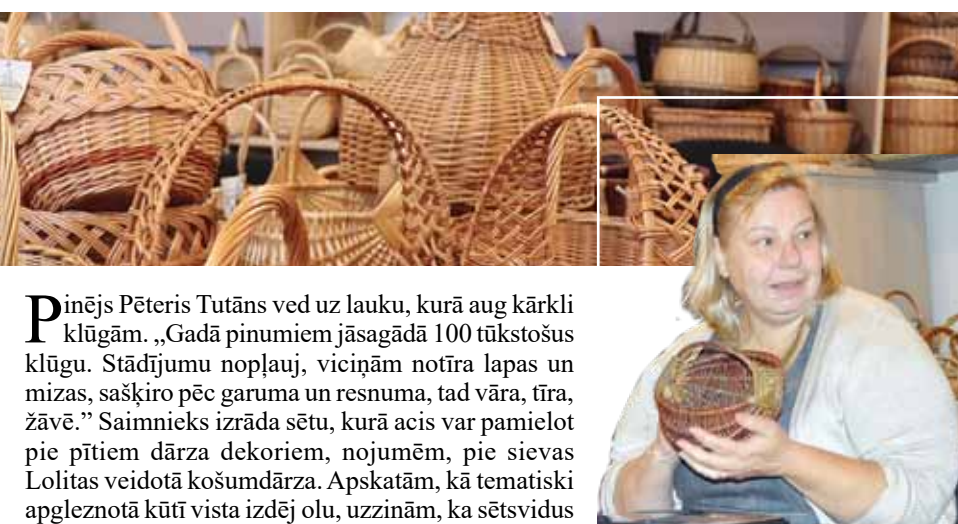 Pinējs Pēteris Tutāns ved uz lauku, kurā aug kārkli
klūgām. „Gadā pinumiem jāsagādā 100 tūkstošus
klūgu. Stādījumu nopļauj, viciņām notīra lapas un
mizas, sašķiro pēc garuma un resnuma, tad vāra, tīra,
žāvē.” Saimnieks izrāda sētu, kurā acis var pamielot
pie pītiem dārza dekoriem, nojumēm, pie sievas
Lolitas veidotā košumdārza. Apskatām, kā tematiski
apgleznotā kūtī vista izdēj olu, uzzinām, ka sētsvidus